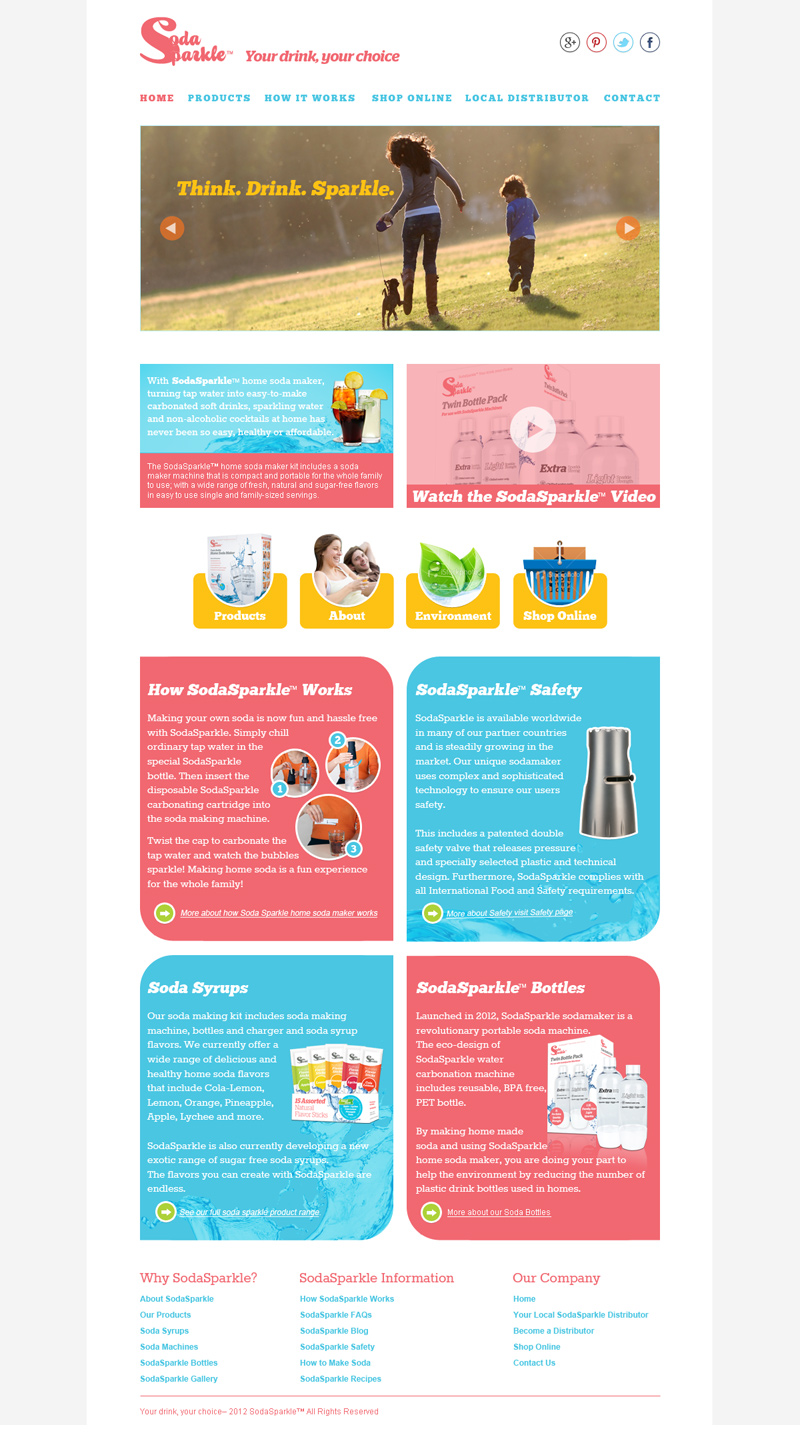 Soda Sparkle™ Your drink, your choice
HOME PRODUCTS HOW IT WORKS SHOP ONLINE LOCAL DISTRIBUTOR CONTACT
Think. Drink. Sparkle.
With SodaSparkle™ home soda maker,
turning tap water into easy-to-make
carbonated soft drinks, sparkling water
and non-alcoholic cocktails at home has
never been so easy, healthy or affordable.
The SodaSparkle™ home soda maker kit includes a soda
maker machine that is compact and portable for the whole family
to use; with a wide range of fresh, natural and sugar-free flavors
in easy to use single and family-sized servings.
Soda Sparkle
Twin Bottle Pack
Extra
Light
Extra
Light
Watch the SodaSparkle™ Video
Products
About
Environment
Shop Online
How SodaSparkle™ Works
Making your own soda is now fun and hassle free
with SodaSparkle. Simply chill
ordinary tap water in the
special SodaSparkle
bottle. Then insert the
disposable SodaSparkle
carbonating cartridge into
the soda making machine.
1
2
3
Twist the cap to carbonate the
tap water and watch the bubbles
sparkle! Making home soda is a fun experience
for the whole family!
More about how Soda Sparkle home soda maker works
SodaSparkle™ Safety
SodaSparkle is available worldwide
in many of our partner countries
and is steadily growing in the
market. Our unique sodamaker
uses complex and sophisticated
technology to ensure our users
safety.
This includes a patented double
safety valve that releases pressure
and specially selected plastic and technical
design. Furthermore, SodaSparkle complies with
all International Food and Safety requirements.
More about Safety visit Safety page
Soda Syrups
Our soda making kit includes soda making
machine, bottles and charger and soda syrup
flavors. We currently offer a
wide range of delicious and
healthy home soda flavors
that include Cola-Lemon,
Lemon, Orange, Pineapple,
Apple, Lychee and more.
15 Assorted
Natural
Flavor Sticks
SodaSparkle is also currently developing a new
exotic range of sugar free soda syrups.
The flavors you can create with SodaSparkle are
endless.
See our full soda sparkle product range
SodaSparkle™ Bottles
Launched in 2012, SodaSparkle sodamaker is a
revolutionary portable soda machine.
The eco-design of
SodaSparkle water
carbonation machine
includes reusable, BPA free,
PET bottle.
Twin Bottle Pack
Extra
Light
By making home made
soda and using SodaSparkle
home soda maker, you are doing your part to
help the environment by reducing the number of
plastic drink bottles used in homes.
More about our Soda Bottles
Why SodaSparkle?
About SodaSparkle
Our Products
Soda Syrups
Soda Machines
SodaSparkle Bottles
SodaSparkle Gallery
SodaSparkle Information
How SodaSparkle Works
SodaSparkle FAQs
SodaSparkle Blog
SodaSparkle Safety
How to Make Soda
SodaSparkle Recipes
Our Company
Home
Your Local SodaSparkle Distributor
Become a Distributor
Shop Online
Contact Us
Your drink, your choice– 2012 SodaSparkle™ All Rights Reserved